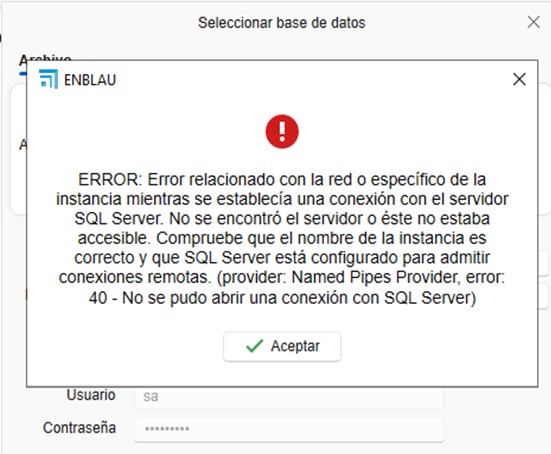 Seleccionar base de datos
Archivo
ENBLAU
ERROR: Error relacionado con la red o específico de la
instancia mientras se establecía una conexión con el servidor
SQL Server. No se encontró el servidor o éste no estaba
accesible. Compruebe que el nombre de la instancia es
correcto y que SQL Server está configurado para admitir
conexiones remotas. (provider: Named Pipes Provider, error:
40 - No se pudo abrir una conexión con SQL Server)
Aceptar
Usuario sa
Contraseña •••••••••